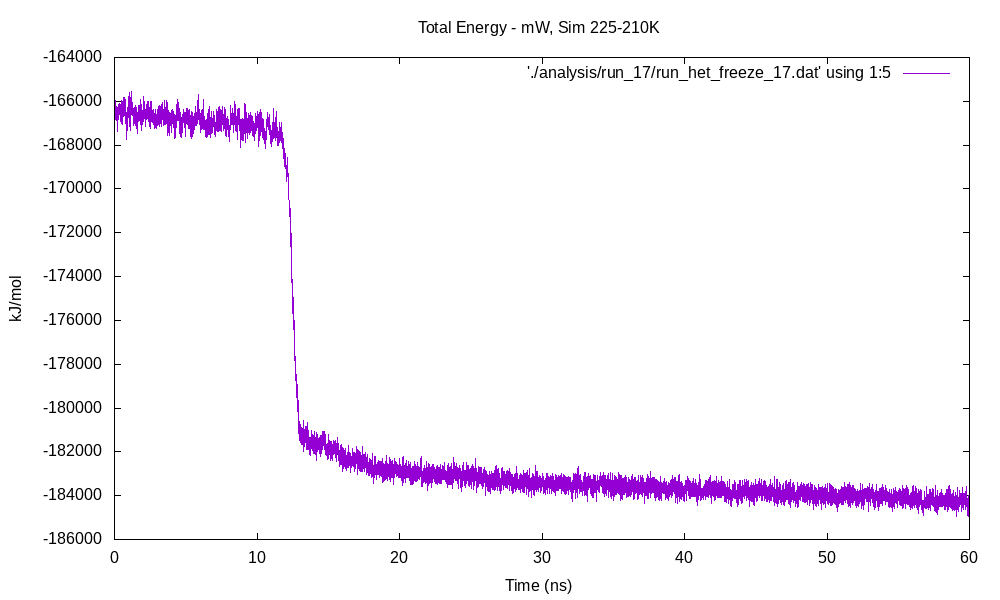 Total Energy - mW, Sim 225-210K
'./analysis/run_17/run_het_freeze_17.dat' using 1:5
-164000
-166000
-168000
-170000
-172000
-174000
-176000
-178000
-180000
-182000
-184000
-186000
kJ/mol
0 10 20 30 40 50 60
Time (ns)